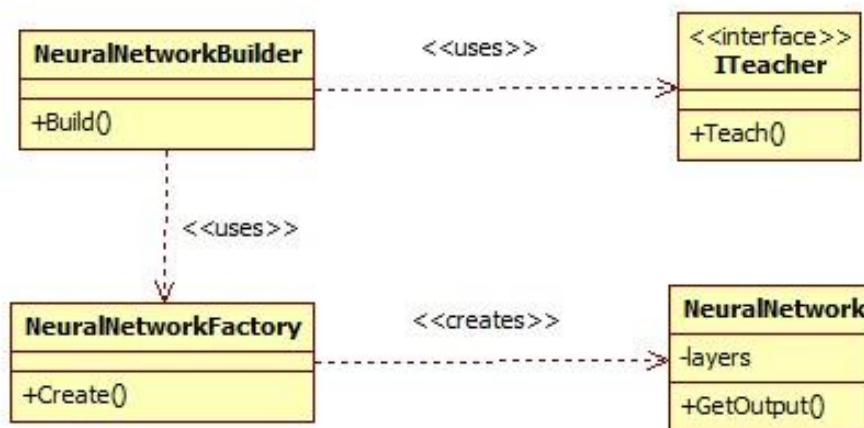 NeuralNetworkBuilder
+Build()
<<uses>>
<<interface>>
ITeacher
+Teach()
<<uses>>
NeuralNetworkFactory
+Create()
<<creates>>
NeuralNetwork
-layers
+GetOutput()